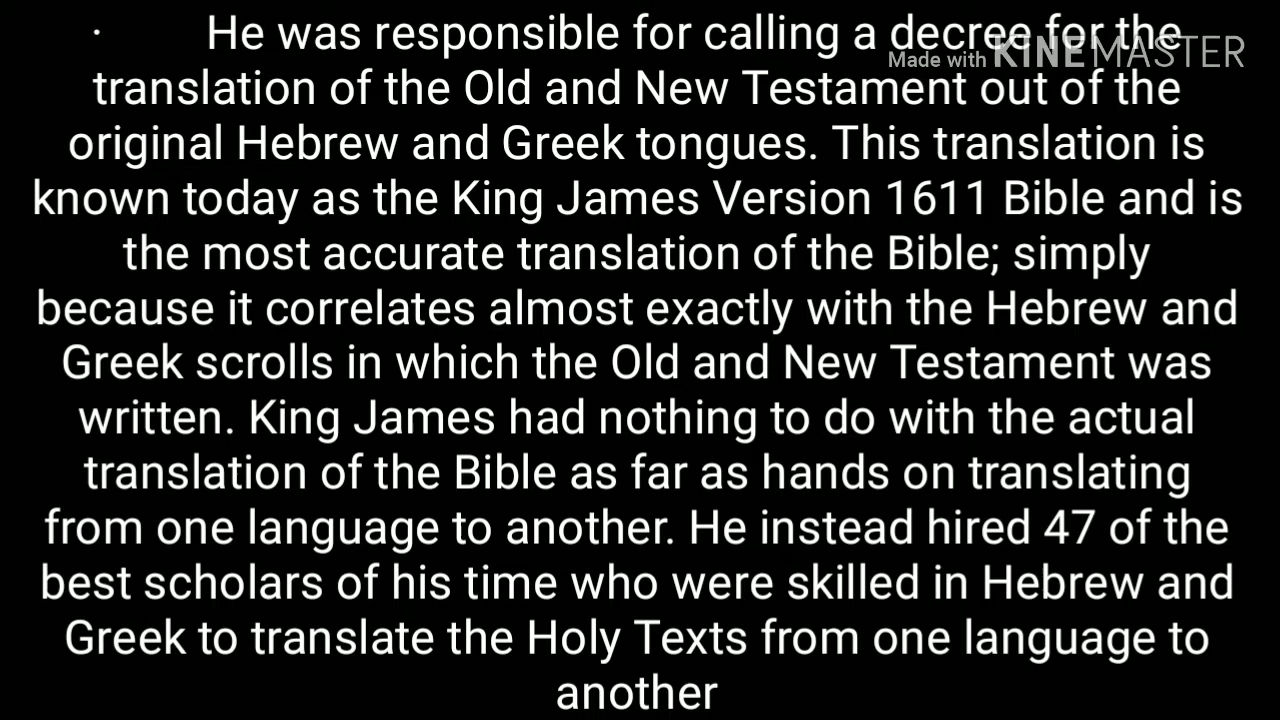 · He was responsible for calling a decree for the
Made with KINEMASTER
translation of the Old and New Testament out of the
original Hebrew and Greek tongues. This translation is
known today as the King James Version 1611 Bible and is
the most accurate translation of the Bible; simply
because it correlates almost exactly with the Hebrew and
Greek scrolls in which the Old and New Testament was
written. King James had nothing to do with the actual
translation of the Bible as far as hands on translating
from one language to another. He instead hired 47 of the
best scholars of his time who were skilled in Hebrew and
Greek to translate the Holy Texts from one language to
another